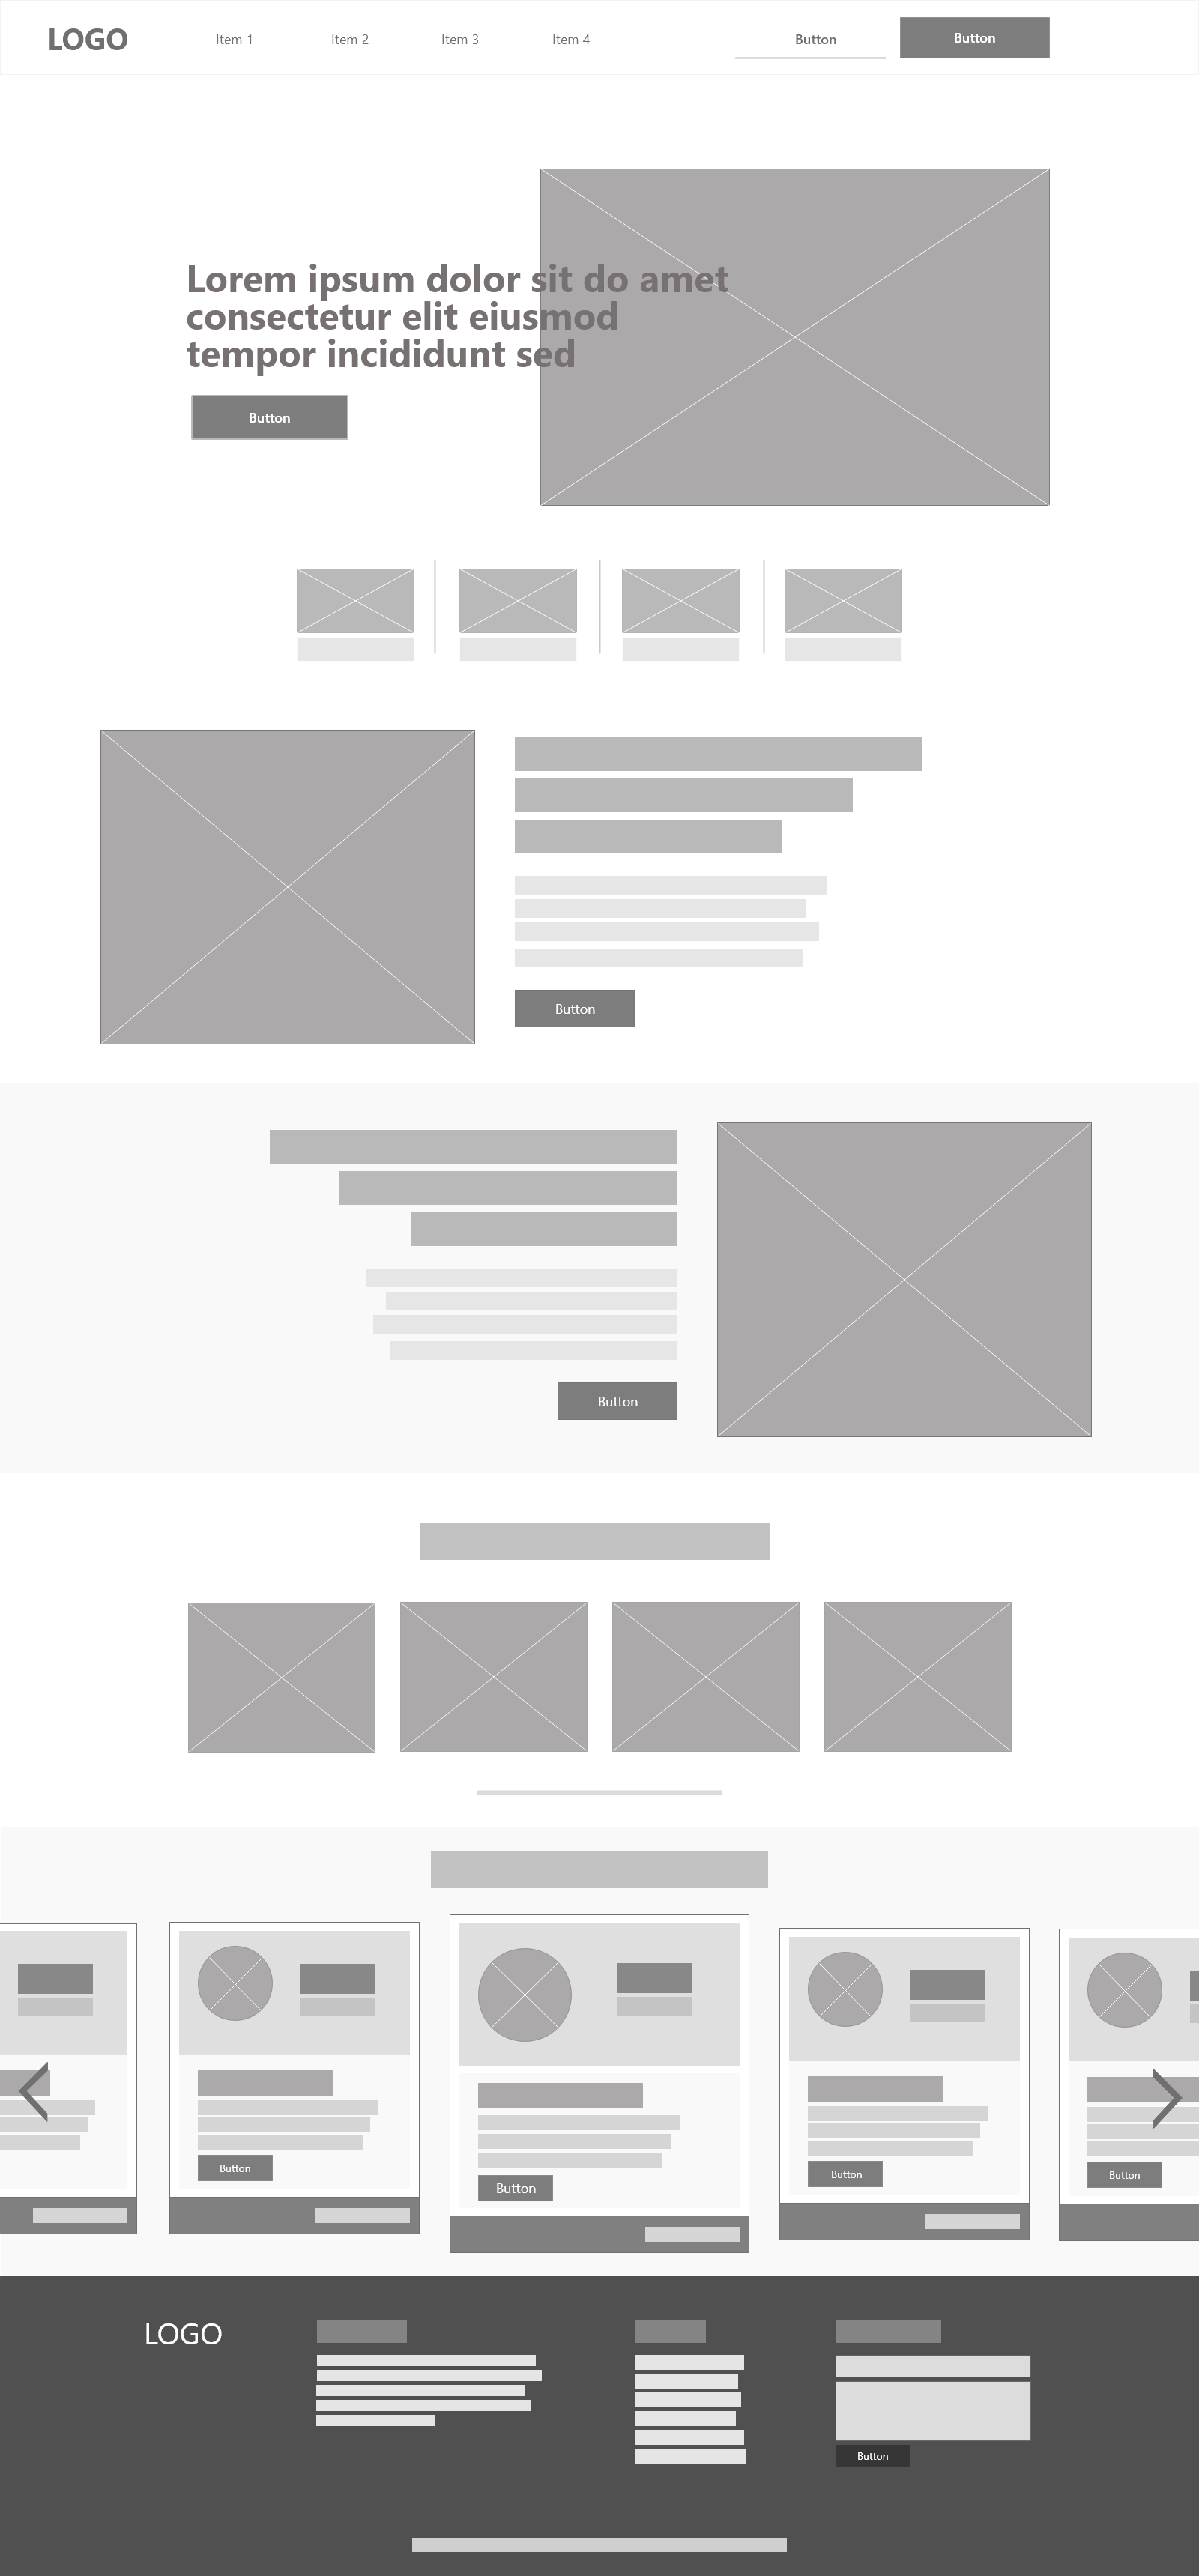 LOGO
Item 1
Item 2
Item 3
Item 4
Button
Button
Lorem ipsum dolor sit do amet
consectetur elit eiusmod
tempor incididunt sed
Button
Button
Button
Button
Button
Button
Button
LOGO
Button